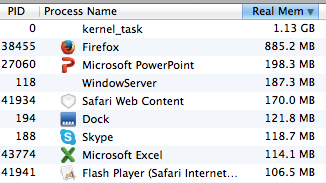 PID Process Name Real Mem
0 kernel_task 1.13 GB
38455 Firefox 885.2 MB
27060 Microsoft PowerPoint 198.3 MB
118 WindowServer 187.3 MB
41934 Safari Web Content 170.0 MB
194 Dock 121.8 MB
188 Skype 118.7 MB
43774 Microsoft Excel 114.1 MB
41941 Flash Player (Safari Internet... 106.5 MB